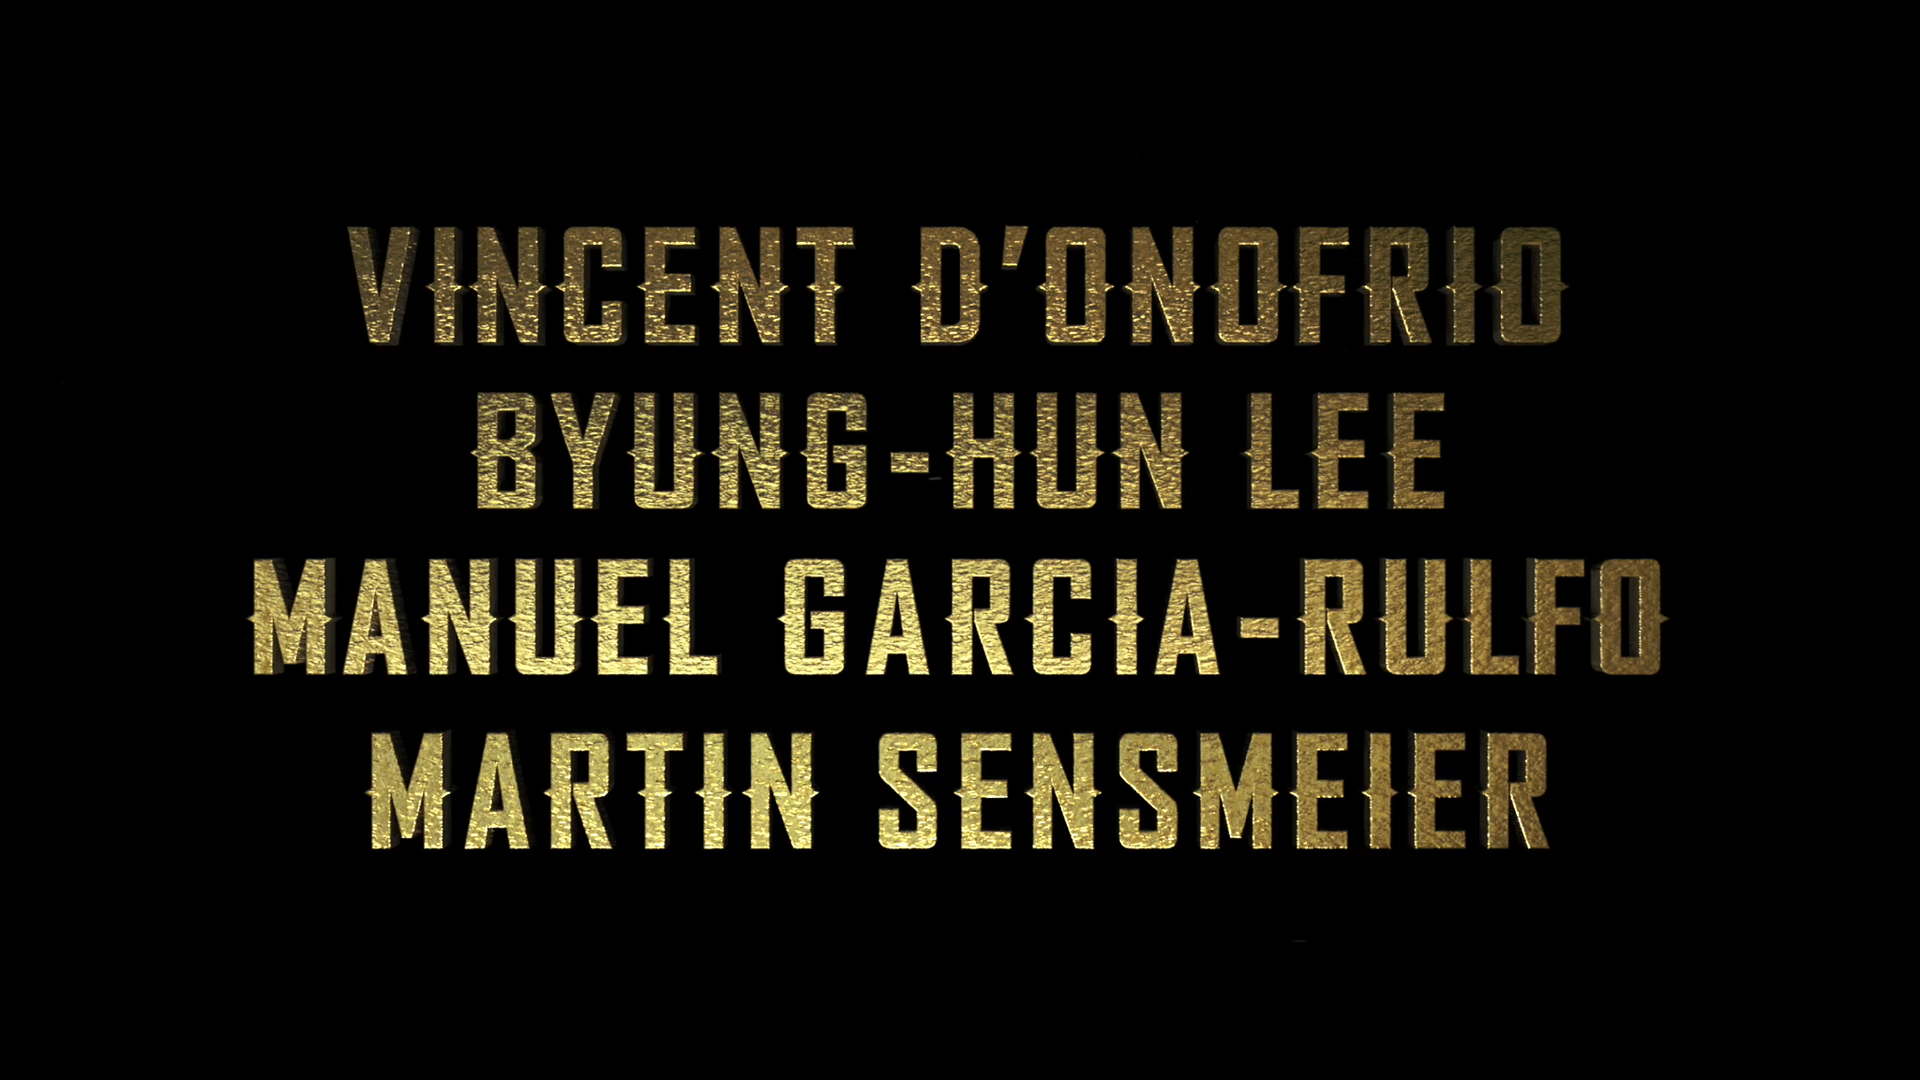 VINCENT D'ONOFRIO
BYUNG-HUN LEE
MANUEL GARCIA-RULFO
MARTIN SENSMEIER